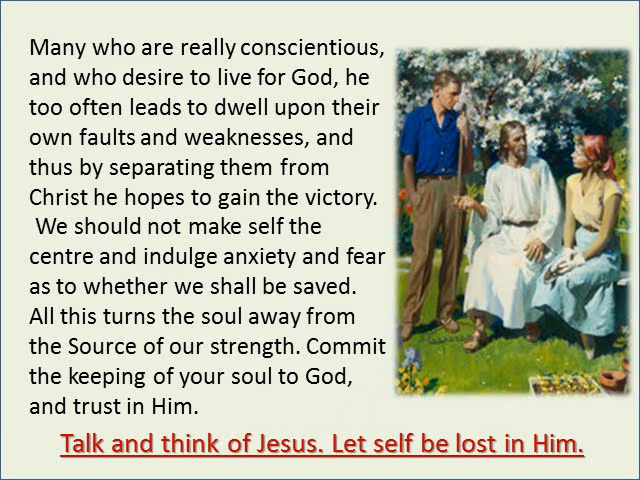 Many who are really conscientious,
and who desire to live for God, he
too often leads to dwell upon their
own faults and weaknesses, and
thus by separating them from
Christ he hopes to gain the victory.
We should not make self the
centre and indulge anxiety and fear
as to whether we shall be saved.
All this turns the soul away from
the Source of our strength. Commit
the keeping of your soul to God,
and trust in Him.
Talk and think of Jesus. Let self be lost in Him.